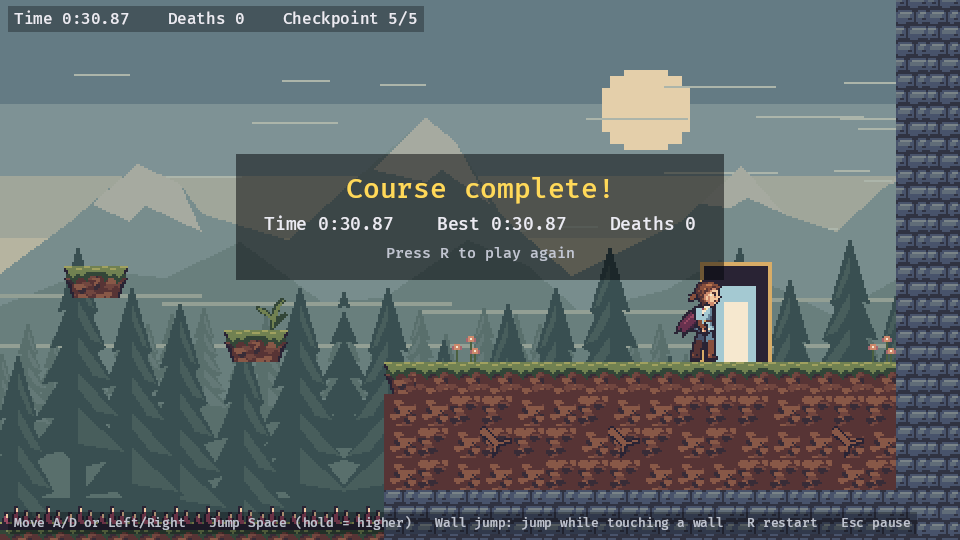 Time 0:30.87 Deaths 0 Checkpoint 5/5
Course complete!
Time 0:30.87 Best 0:30.87 Deaths 0
Press R to play again
Move A/b or Left/Right Jump Space (hold = higher) Wall jump: jump while touching a wall R restart Esc pause